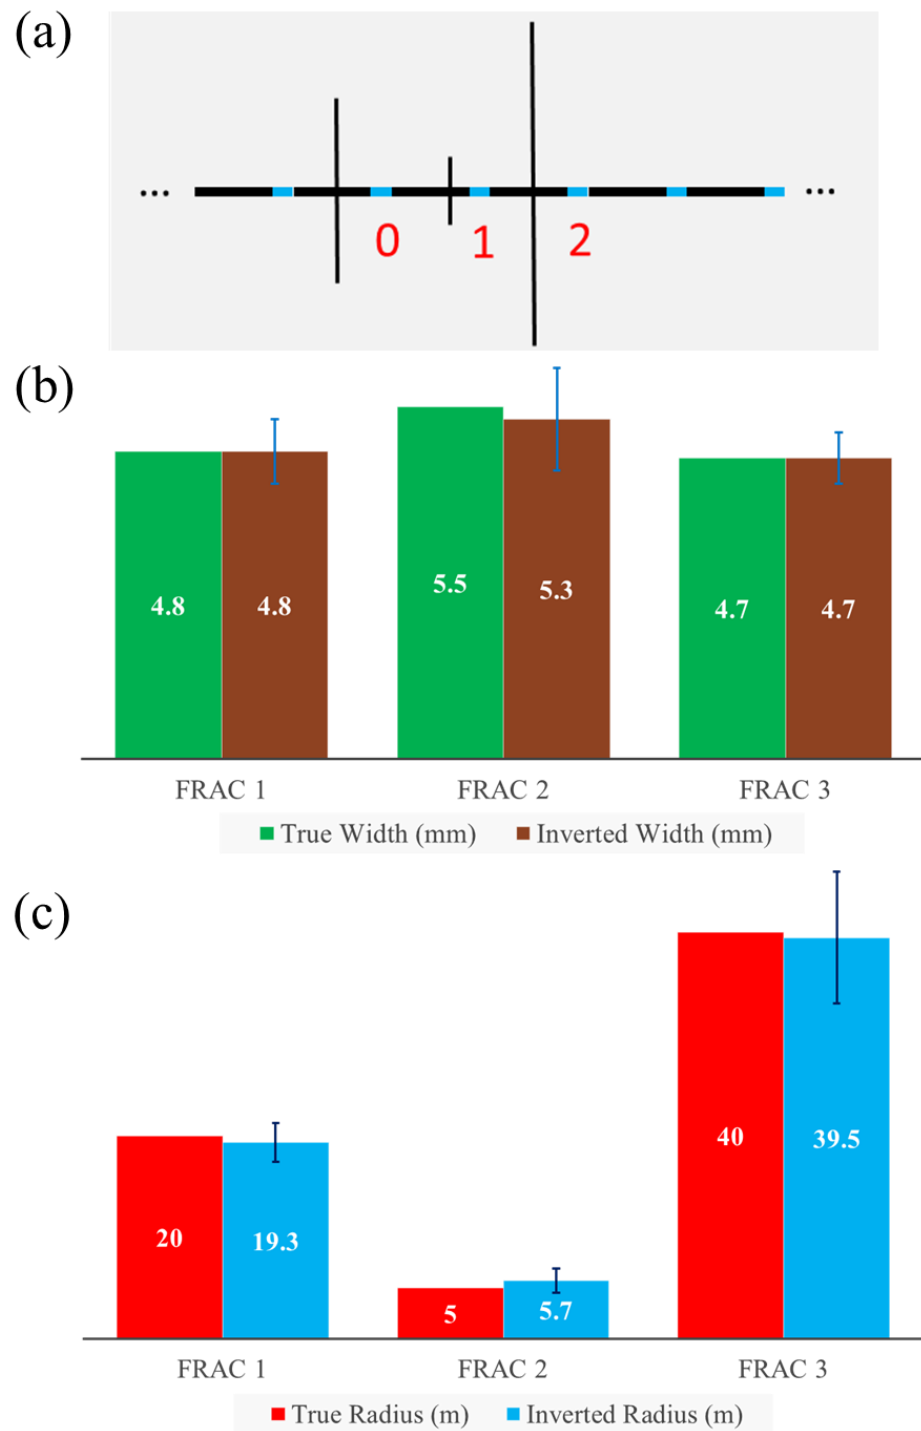 (a)
... ...
0 1 2
(b)
4.8 4.8 5.5 5.3 4.7 4.7
FRAC 1 FRAC 2 FRAC 3
True Width (mm) Inverted Width (mm)
(c)
20 19.3 5 5.7 40 39.5
FRAC 1 FRAC 2 FRAC 3
True Radius (m) Inverted Radius (m)